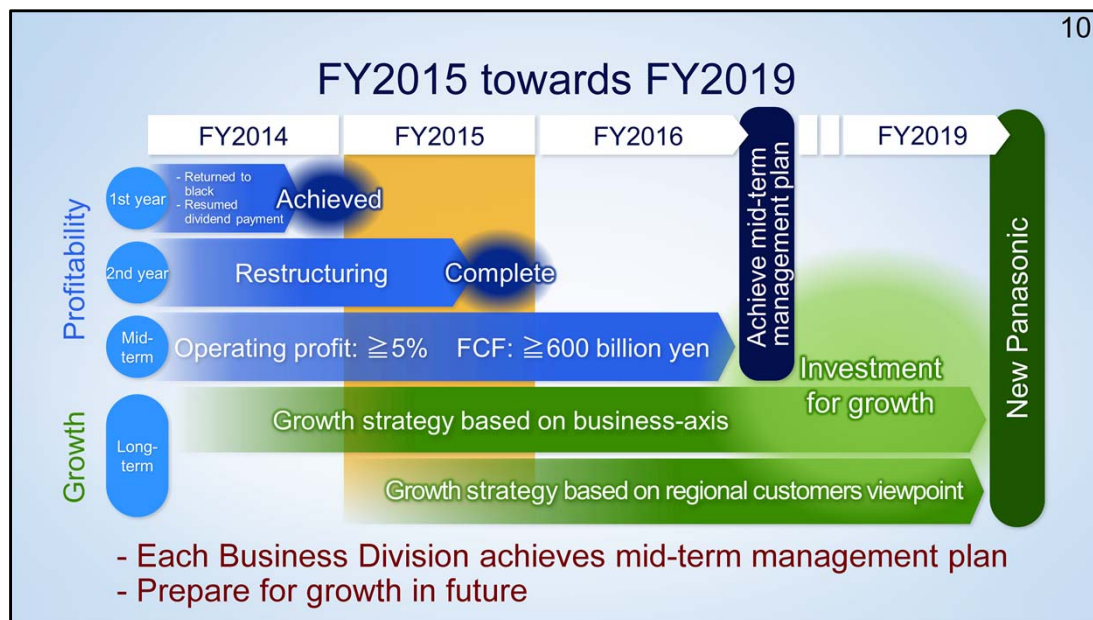 10
FY2015 towards FY2019
FY2014
FY2015
FY2016
FY2019
Profitability
1st year
- Returned to
black
- Resumed
dividend payment
Achieved
2nd year
Restructuring
Complete
Mid-
term
Operating profit: ≧5% FCF: ≧600 billion yen
Achieve mid-term
management plan
Growth
Long-
term
Growth strategy based on business-axis
Growth strategy based on regional customers viewpoint
Investment
for growth
New Panasonic
- Each Business Division achieves mid-term management plan
- Prepare for growth in future